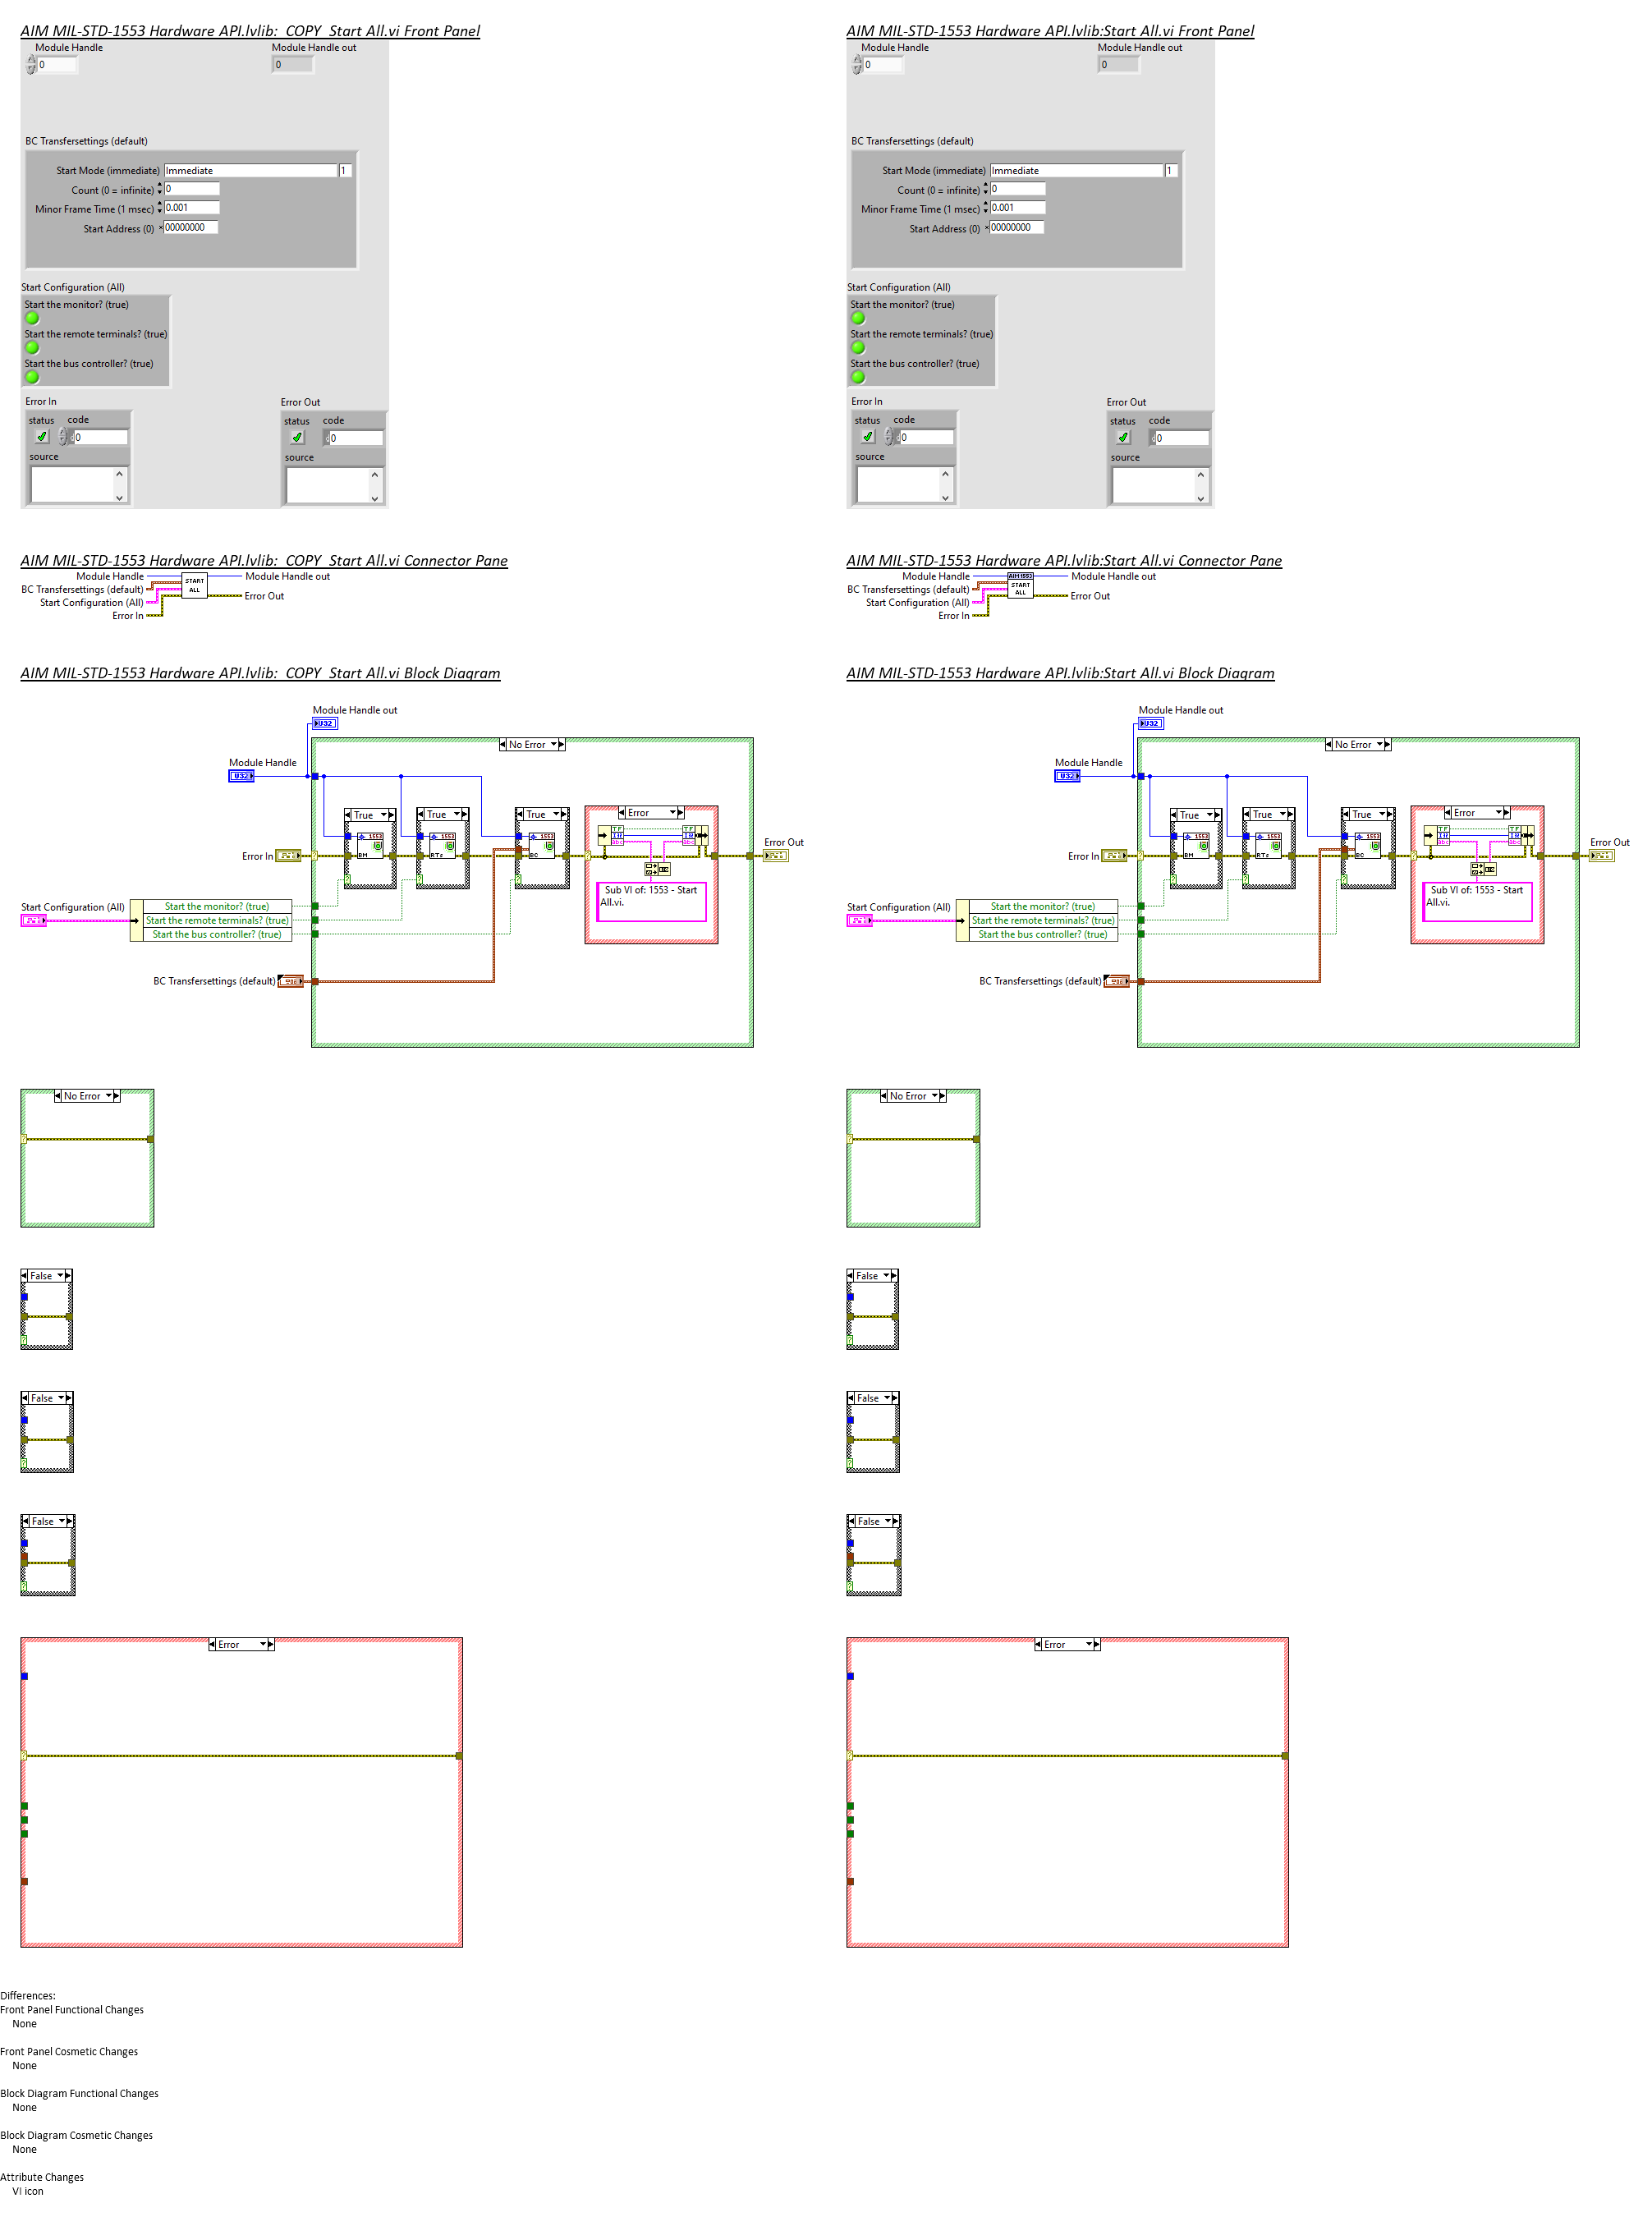 AIM MIL-STD-1553 Hardware API.lvlib:_COPY_Start All.vi Front Panel
Module Handle
0
Module Handle out
0
BC Transfersettings (default)
Start Mode (immediate) Immediate 1
Count (0 = infinite) 0
Minor Frame Time (1 msec) 0.001
Start Address (0) x 00000000
Start Configuration (All)
Start the monitor? (true)
Start the remote terminals? (true)
Start the bus controller? (true)
Error In
status code
d0
source
Error Out
status code
d0
source
AIM MIL-STD-1553 Hardware API.lvlib:Start All.vi Front Panel
Module Handle
0
Module Handle out
0
BC Transfersettings (default)
Start Mode (immediate) Immediate 1
Count (0 = infinite) 0
Minor Frame Time (1 msec) 0.001
Start Address (0) x 00000000
Start Configuration (All)
Start the monitor? (true)
Start the remote terminals? (true)
Start the bus controller? (true)
Error In
status code
d0
source
Error Out
status code
d0
source
AIM MIL-STD-1553 Hardware API.lvlib:_COPY_Start All.vi Connector Pane
Module Handle
BC Transfersettings (default)
Start Configuration (All)
Error In
START
ALL
Module Handle out
Error Out
AIM MIL-STD-1553 Hardware API.lvlib:Start All.vi Connector Pane
Module Handle
BC Transfersettings (default)
Start Configuration (All)
Error In
AIM1553
START
ALL
Module Handle out
Error Out
AIM MIL-STD-1553 Hardware API.lvlib:_COPY_Start All.vi Block Diagram
Module Handle out
U32
No Error
Module Handle
U32
True
True
True
Error
1553
BM
1553
RTs
1553
BC
Error In
Error Out
Sub VI of: 1553 - Start
All.vi.
Start Configuration (All)
Start the monitor? (true)
Start the remote terminals? (true)
Start the bus controller? (true)
BC Transfersettings (default)
No Error
False
False
False
Error
AIM MIL-STD-1553 Hardware API.lvlib:Start All.vi Block Diagram
Module Handle out
U32
No Error
Module Handle
U32
True
True
True
Error
1553
BM
1553
RTs
1553
BC
Error In
Error Out
Sub VI of: 1553 - Start
All.vi.
Start Configuration (All)
Start the monitor? (true)
Start the remote terminals? (true)
Start the bus controller? (true)
BC Transfersettings (default)
No Error
False
False
False
Error
Differences:
Front Panel Functional Changes
None
Front Panel Cosmetic Changes
None
Block Diagram Functional Changes
None
Block Diagram Cosmetic Changes
None
Attribute Changes
VI icon